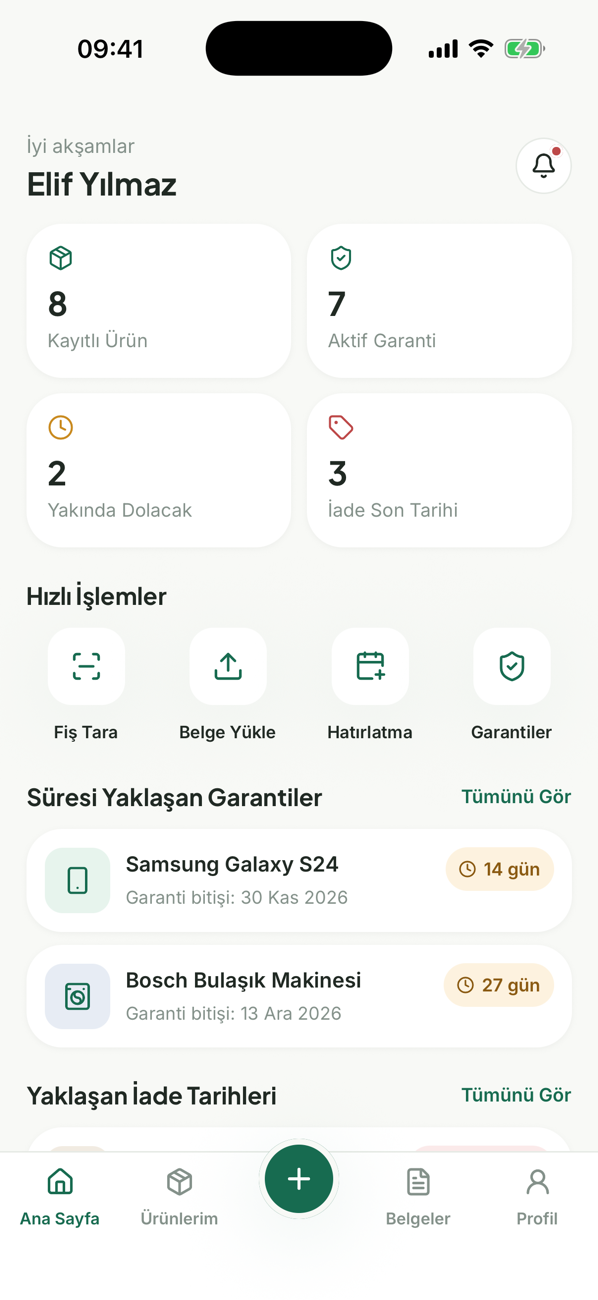 09:41
İyi akşamlar
Elif Yılmaz
8
Kayıtlı Ürün
7
Aktif Garanti
2
Yakında Dolacak
3
İade Son Tarihi
Hızlı İşlemler
Fiş Tara
Belge Yükle
Hatırlatma
Garantiler
Süresi Yaklaşan Garantiler
Tümünü Gör
Samsung Galaxy S24
Garanti bitişi: 30 Kas 2026
14 gün
Bosch Bulaşık Makinesi
Garanti bitişi: 13 Ara 2026
27 gün
Yaklaşan İade Tarihleri
Tümünü Gör
Ana Sayfa
Ürünlerim
Belgeler
Profil